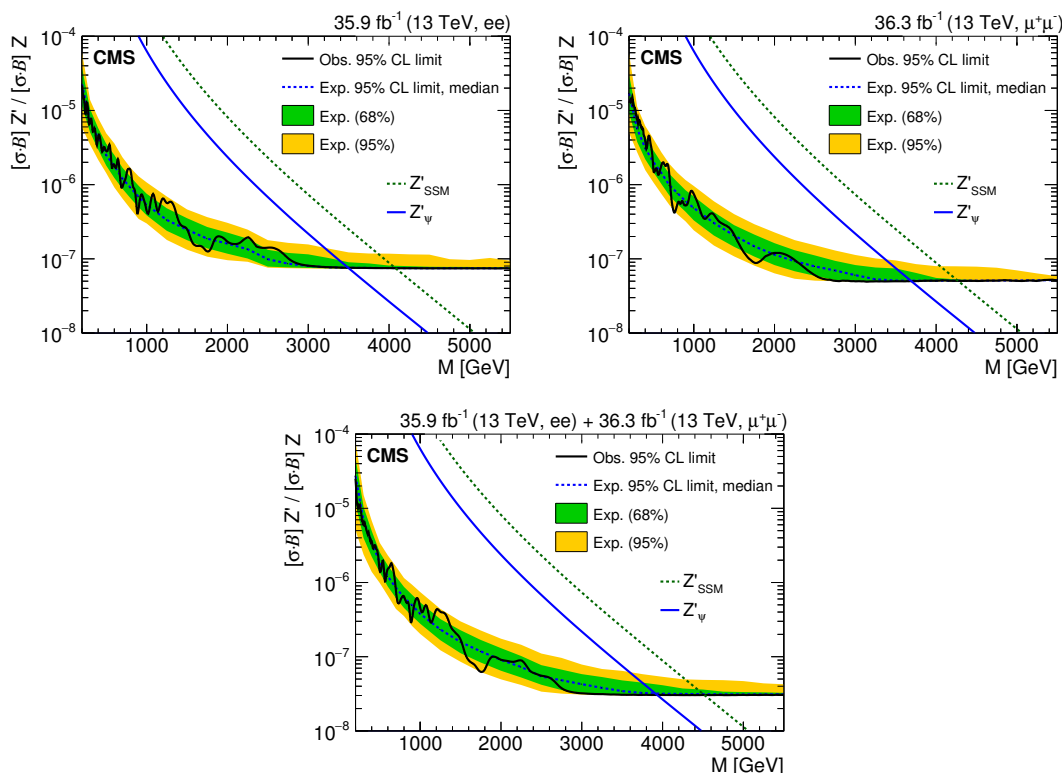 35.9 fb⁻¹ (13 TeV, ee)
[σ·B] Z' / [σ·B] Z
10⁻⁴
10⁻⁵
10⁻⁶
10⁻⁷
10⁻⁸
CMS
Obs. 95% CL limit
Exp. 95% CL limit, median
Exp. (68%)
Exp. (95%)
Z'SSM
Z'ψ
1000 2000 3000 4000 5000
M [GeV]
36.3 fb⁻¹ (13 TeV, μ⁺μ⁻)
[σ·B] Z' / [σ·B] Z
10⁻⁴
10⁻⁵
10⁻⁶
10⁻⁷
10⁻⁸
CMS
Obs. 95% CL limit
Exp. 95% CL limit, median
Exp. (68%)
Exp. (95%)
Z'SSM
Z'ψ
1000 2000 3000 4000 5000
M [GeV]
35.9 fb⁻¹ (13 TeV, ee) + 36.3 fb⁻¹ (13 TeV, μ⁺μ⁻)
[σ·B] Z' / [σ·B] Z
10⁻⁴
10⁻⁵
10⁻⁶
10⁻⁷
10⁻⁸
CMS
Obs. 95% CL limit
Exp. 95% CL limit, median
Exp. (68%)
Exp. (95%)
Z'SSM
Z'ψ
1000 2000 3000 4000 5000
M [GeV]